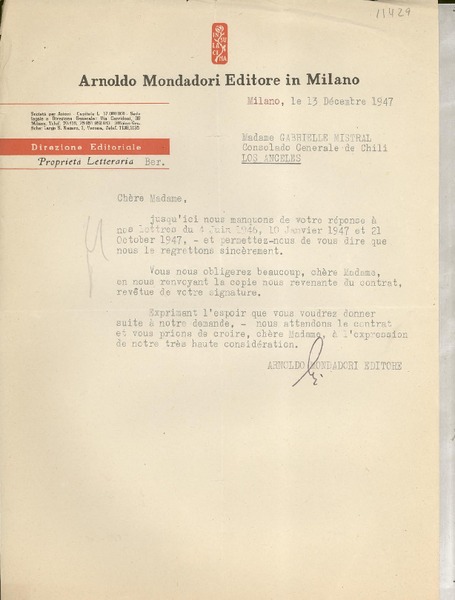 11429
Arnoldo Mondadori Editore in Milano
Milano, le 13 Décembre 1947
Direzione Editoriale
Proprietà Letteraria Ber.
Madame GABRIELLE MISTRAL
Consolado Generale de Chili
LOS ANGELES
Chère Madame,
jusqu'ici nous manquons de votre réponse à
nos lettres du 4 Juin 1946, 10 Janvier 1947 et 21
October 1947, - et permettez-nous de vous dire que
nous le regrettons sincèrement.
Vous nous obligerez beaucoup, chère Madame,
en nous renvoyant la copie nous revenante du contrat,
revêtue de votre signature.
Expriment l'espoir que vous voudrez donner
suite à notre demande, - nous attendons le contrat
et vous prions de croire, chère Madame, à l'expression
de notre très haute considération.
ARNOLDO MONDADORI EDITORE